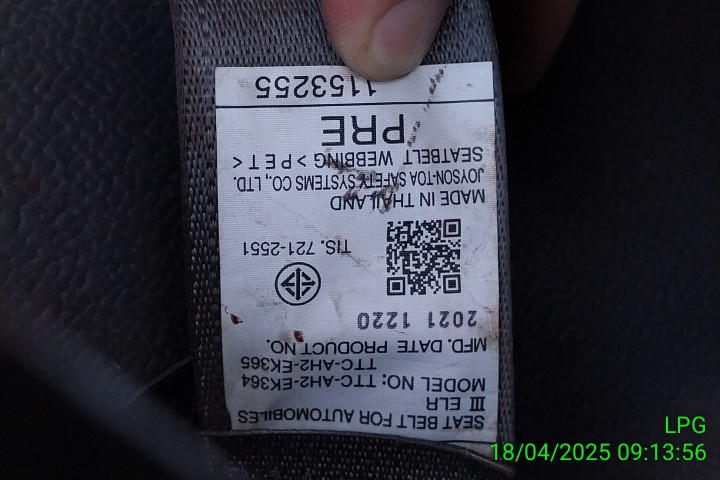 SEAT BELT FOR AUTOMOBILES
III ELR
MODEL NO: TTC-AH2-EK364
TTC-AH2-EK365
MFD. DATE PRODUCT NO.
2021 1220
TIS. 721-2551
MADE IN THAILAND
JOYSON-TOA SAFETY SYSTEMS CO., LTD.
SEATBELT WEBBING > P E T <
PRE
1153255
LPG
18/04/2025 09:13:56